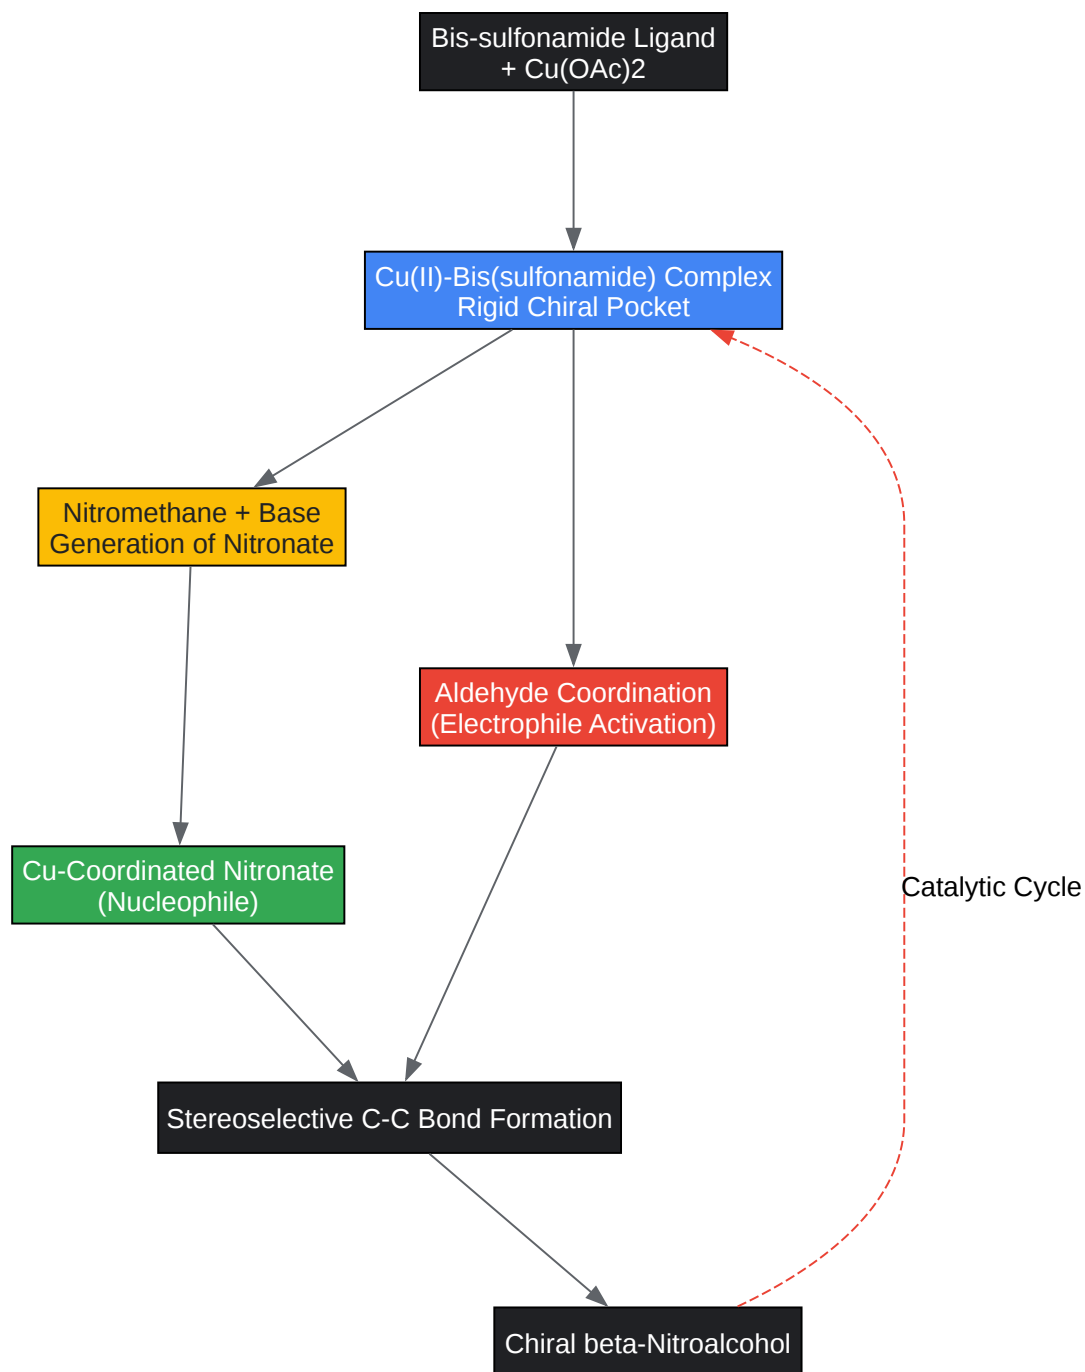 Bis-sulfonamide Ligand
+ Cu(OAc)2
Cu(II)-Bis(sulfonamide) Complex
Rigid Chiral Pocket
Nitromethane + Base
Generation of Nitronate
Aldehyde Coordination
(Electrophile Activation)
Cu-Coordinated Nitronate
(Nucleophile)
Catalytic Cycle
Stereoselective C-C Bond Formation
Chiral beta-Nitroalcohol